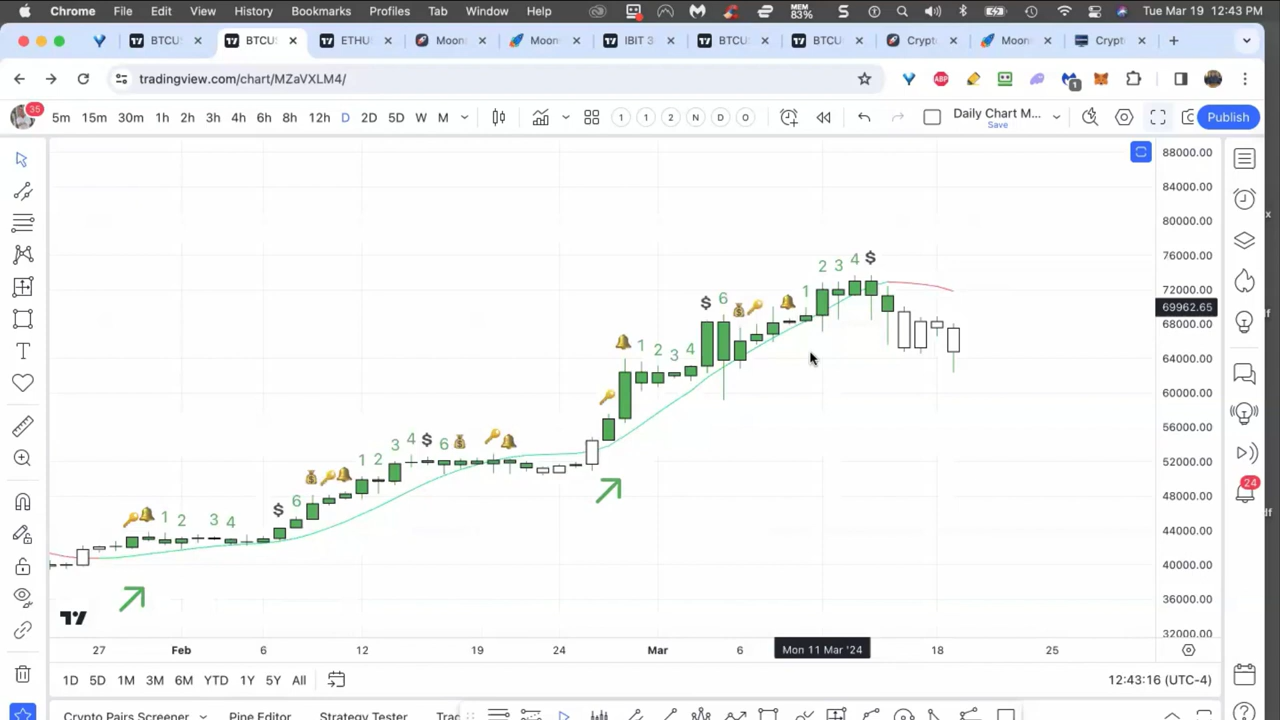 Chrome File Edit View History Bookmarks Profiles Tab Window Help MEM 83% Tue Mar 19 12:43 PM
BTCU BTCU ETHU Moon Moon IBIT 3 BTCU BTCU Crypt Moon Crypt
tradingview.com/chart/MZaVXLM4/
35 5m 15m 30m 1h 2h 3h 4h 6h 8h 12h D 2D 5D W M 1 1 2 N D O Daily Chart M... Save Publish
88000.00
84000.00
80000.00
76000.00
2 3 4 $
72000.00
$ 6 1
69962.65
68000.00
1 2 3 4
64000.00
60000.00
56000.00
1 2 3 4 $ 6
52000.00
$ 6
48000.00
1 2 3 4
44000.00
40000.00
36000.00
32000.00
24
27 Feb 6 12 19 24 Mar 6 Mon 11 Mar '24 18 25
1D 5D 1M 3M 6M YTD 1Y 5Y All 12:43:16 (UTC-4)
Crypto Pairs Screener Pine Editor Strategy Tester